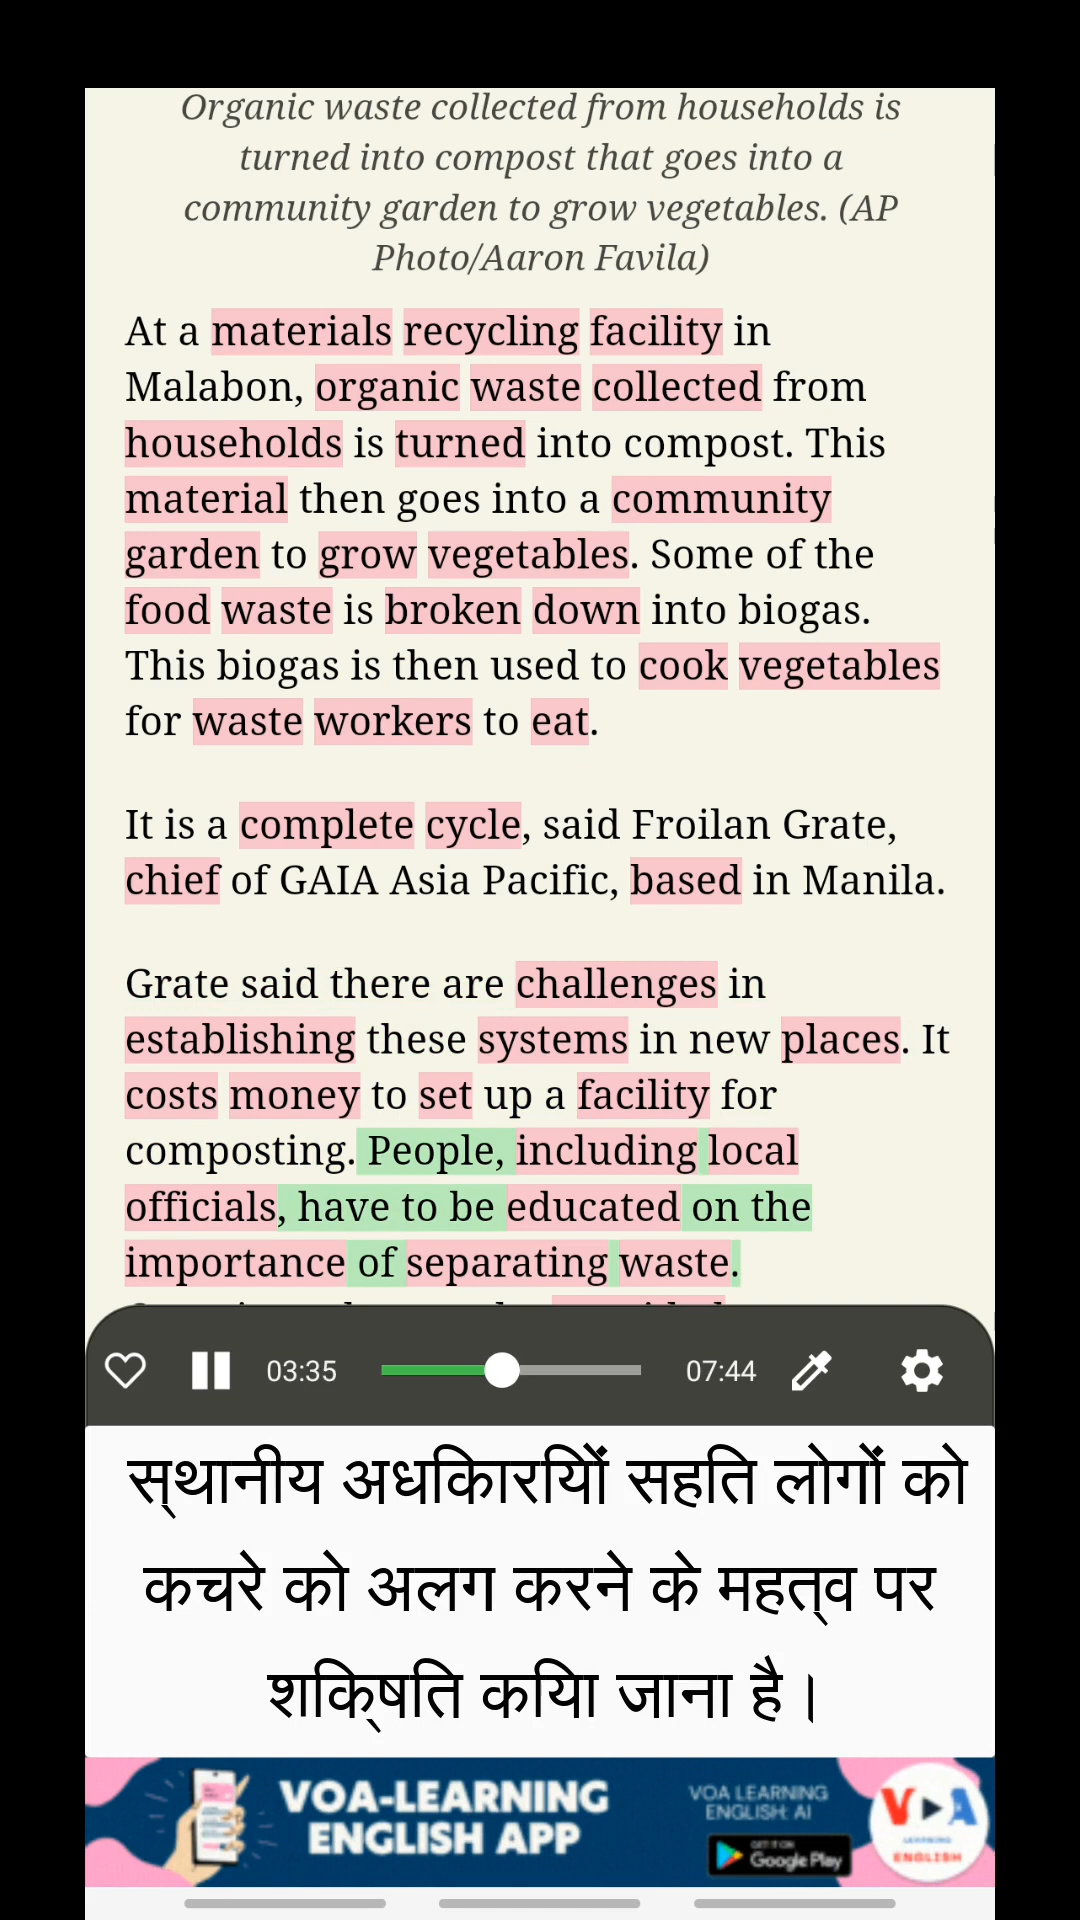 Organic waste collected from households is
turned into compost that goes into a
community garden to grow vegetables. (AP
Photo/Aaron Favila)
At a materials recycling facility in
Malabon, organic waste collected from
households is turned into compost. This
material then goes into a community
garden to grow vegetables. Some of the
food waste is broken down into biogas.
This biogas is then used to cook vegetables
for waste workers to eat.
It is a complete cycle, said Froilan Grate,
chief of GAIA Asia Pacific, based in Manila.
Grate said there are challenges in
establishing these systems in new places. It
costs money to set up a facility for
composting. People, including local
officials, have to be educated on the
importance of separating waste.
03:35 07:44
स्थानीय अधिकारियों सहित लोगों को
कचरे को अलग करने के महत्व पर
शिक्षित किया जाना है।
VOA-LEARNING
ENGLISH APP
VOA LEARNING
ENGLISH: AI
GET IT ON
Google Play
VOA
LEARNING
ENGLISH